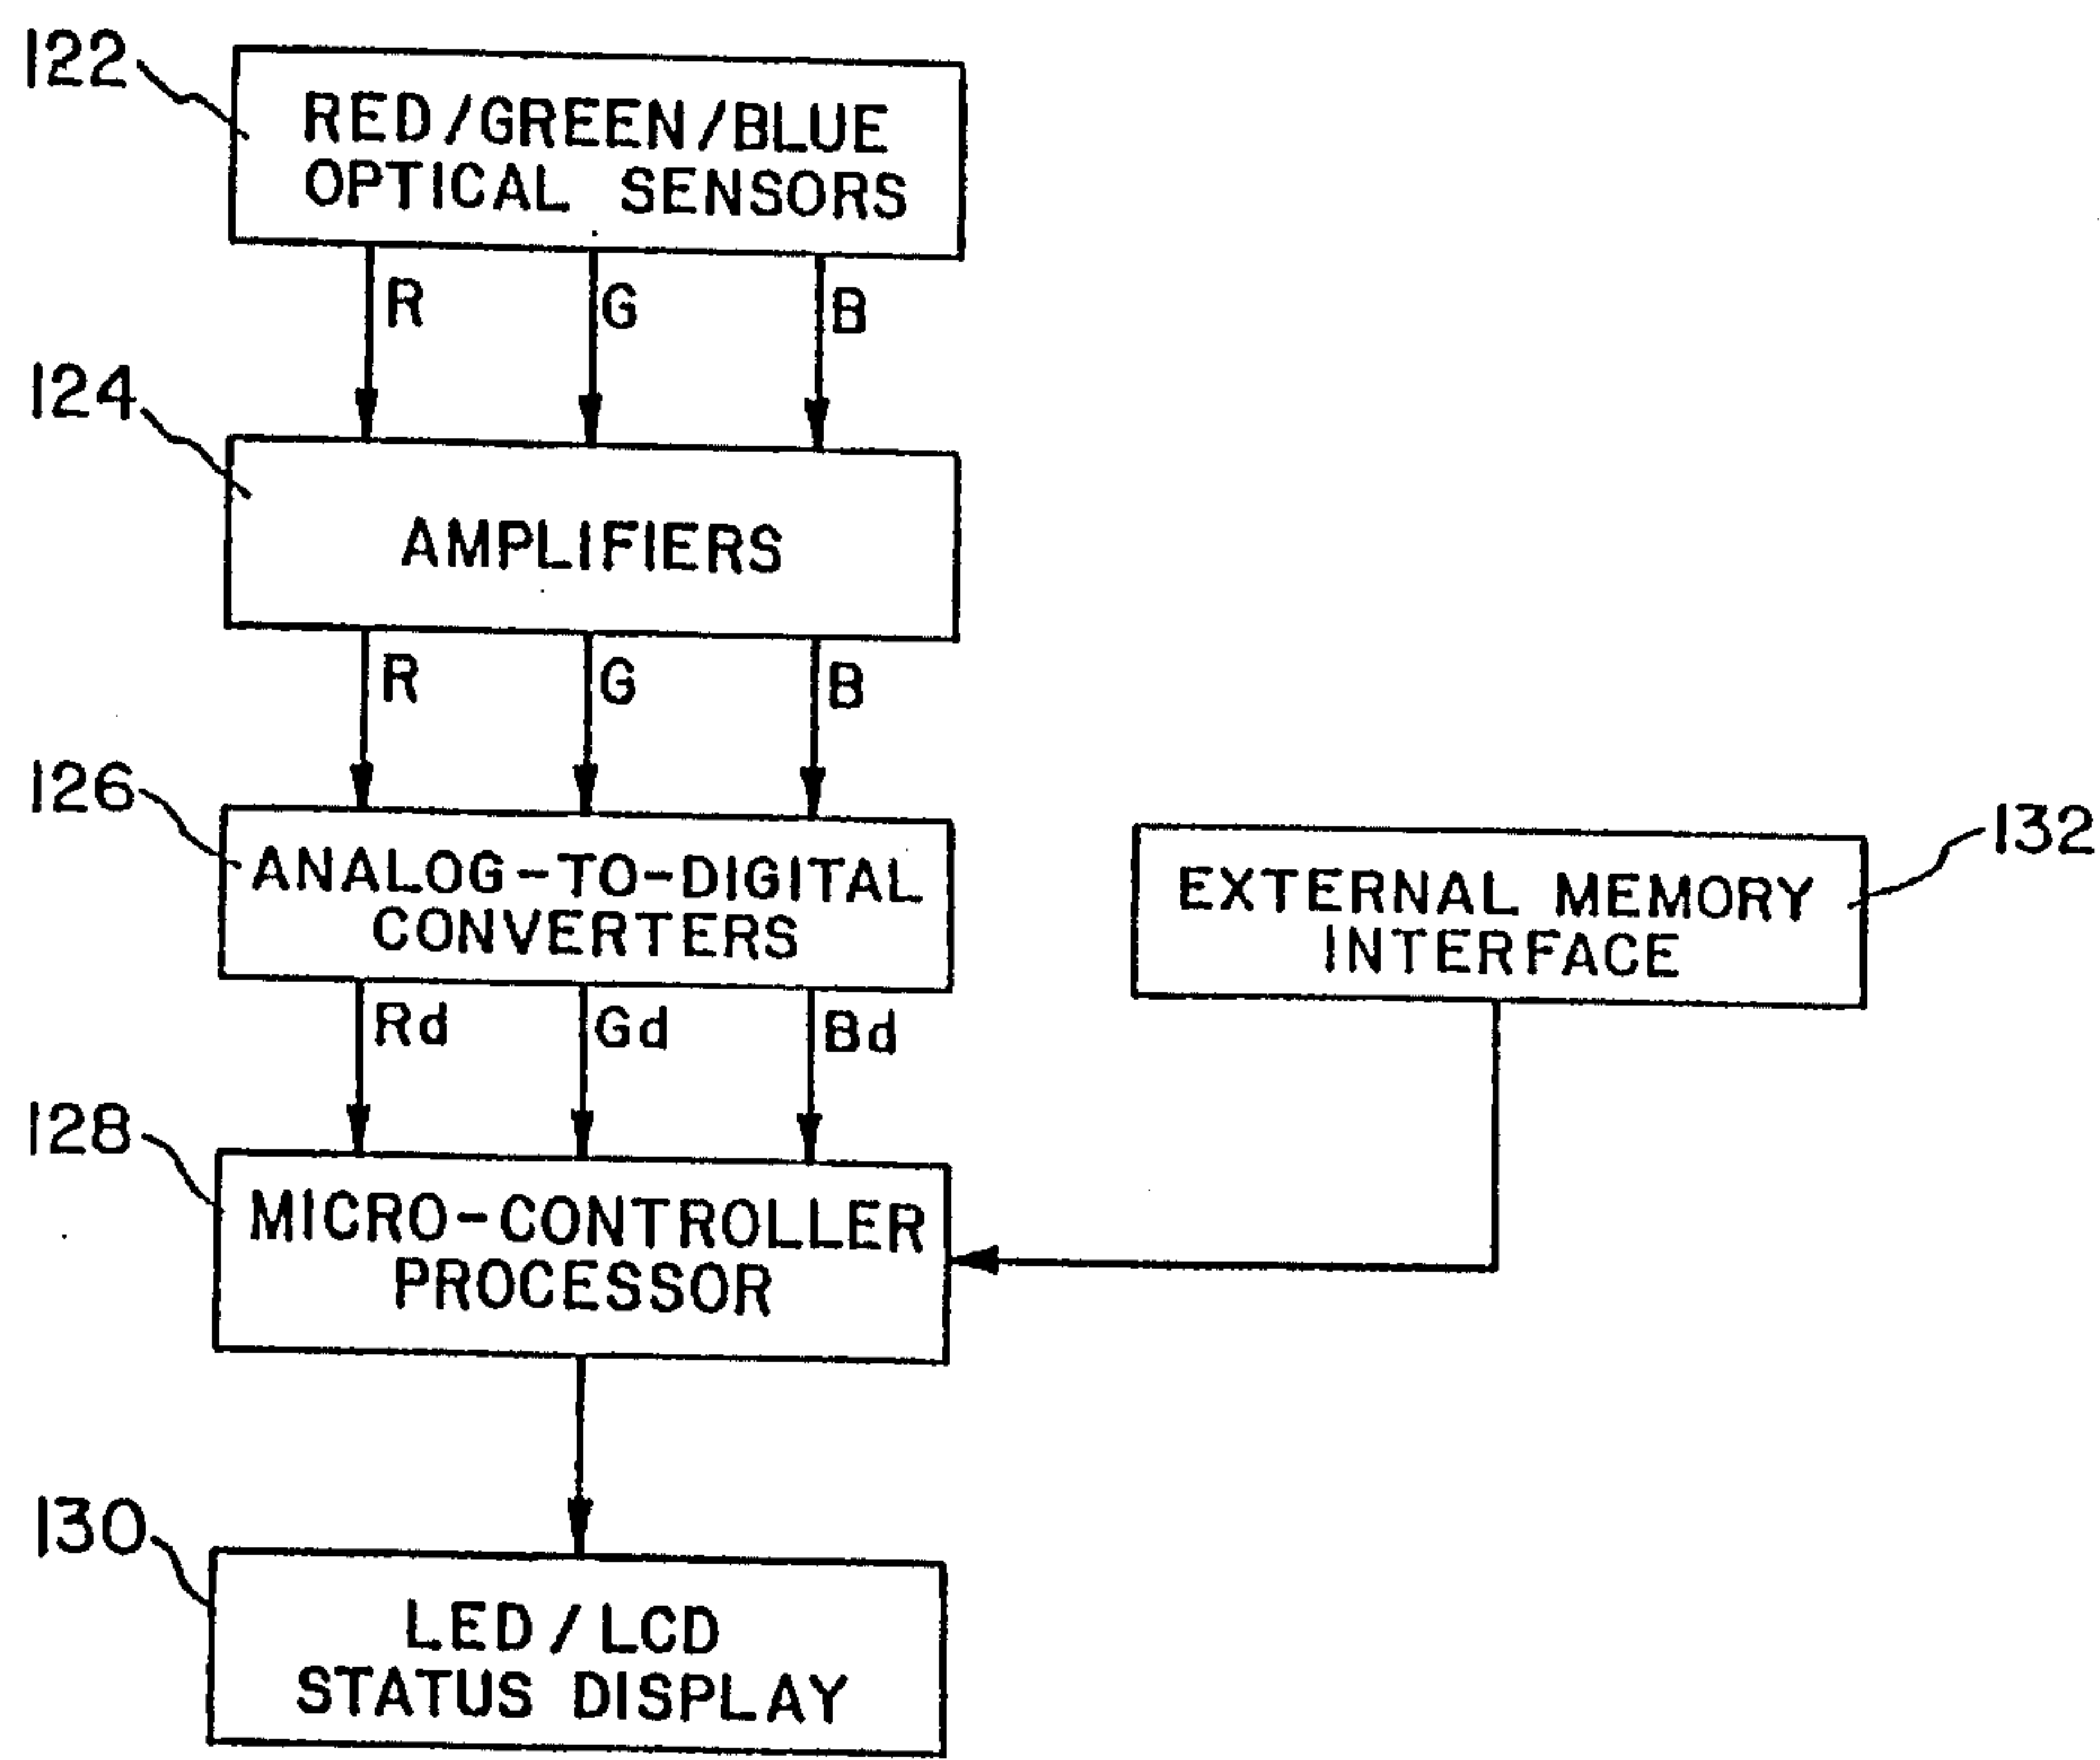 122
RED/GREEN/BLUE
OPTICAL SENSORS
R G B
124
AMPLIFIERS
R G B
126
ANALOG-TO-DIGITAL
CONVERTERS
132
EXTERNAL MEMORY
INTERFACE
Rd Gd Bd
128
MICRO-CONTROLLER
PROCESSOR
130
LED/LCD
STATUS DISPLAY